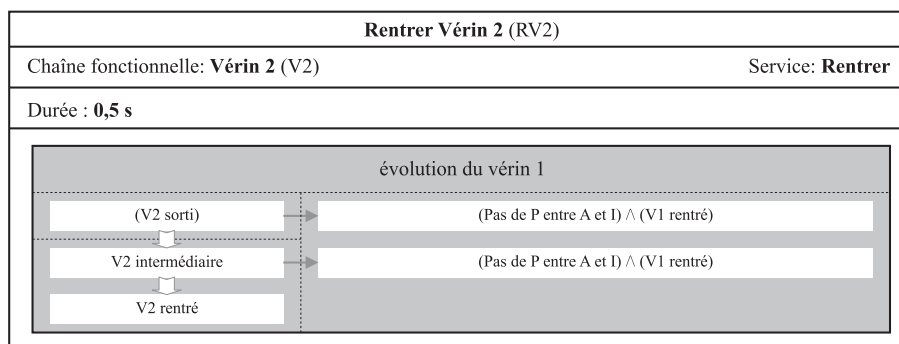 Rentrer Vérin 2 (RV2)
Chaîne fonctionnelle: Vérin 2 (V2) Service: Rentrer
Durée : 0,5 s
évolution du vérin 1
(V2 sorti) (Pas de P entre A et I) ∧ (V1 rentré)
V2 intermédiaire (Pas de P entre A et I) ∧ (V1 rentré)
V2 rentré